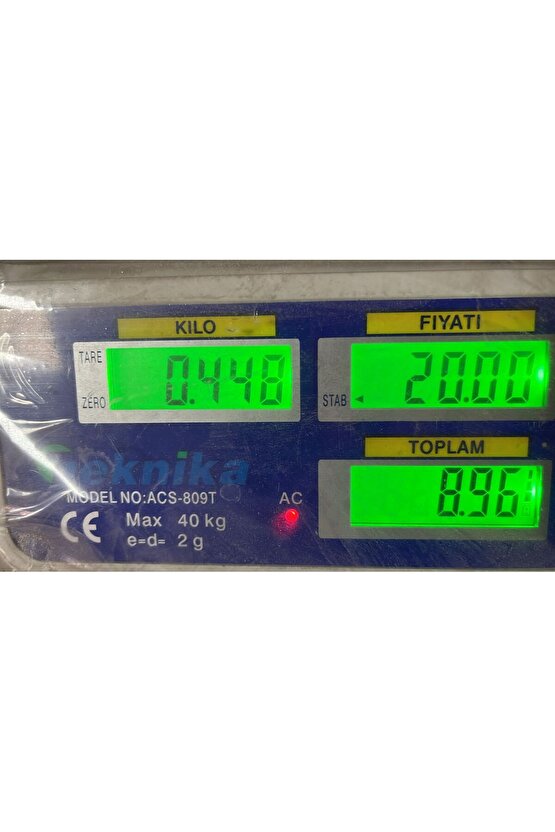 KILO
FIYATI
TARE
0.448
20.00
ZERO
STAB
TOPLAM
Teknika
8.96
MODEL NO:ACS-809T
AC
CE
Max 40 kg
e=d= 2 g